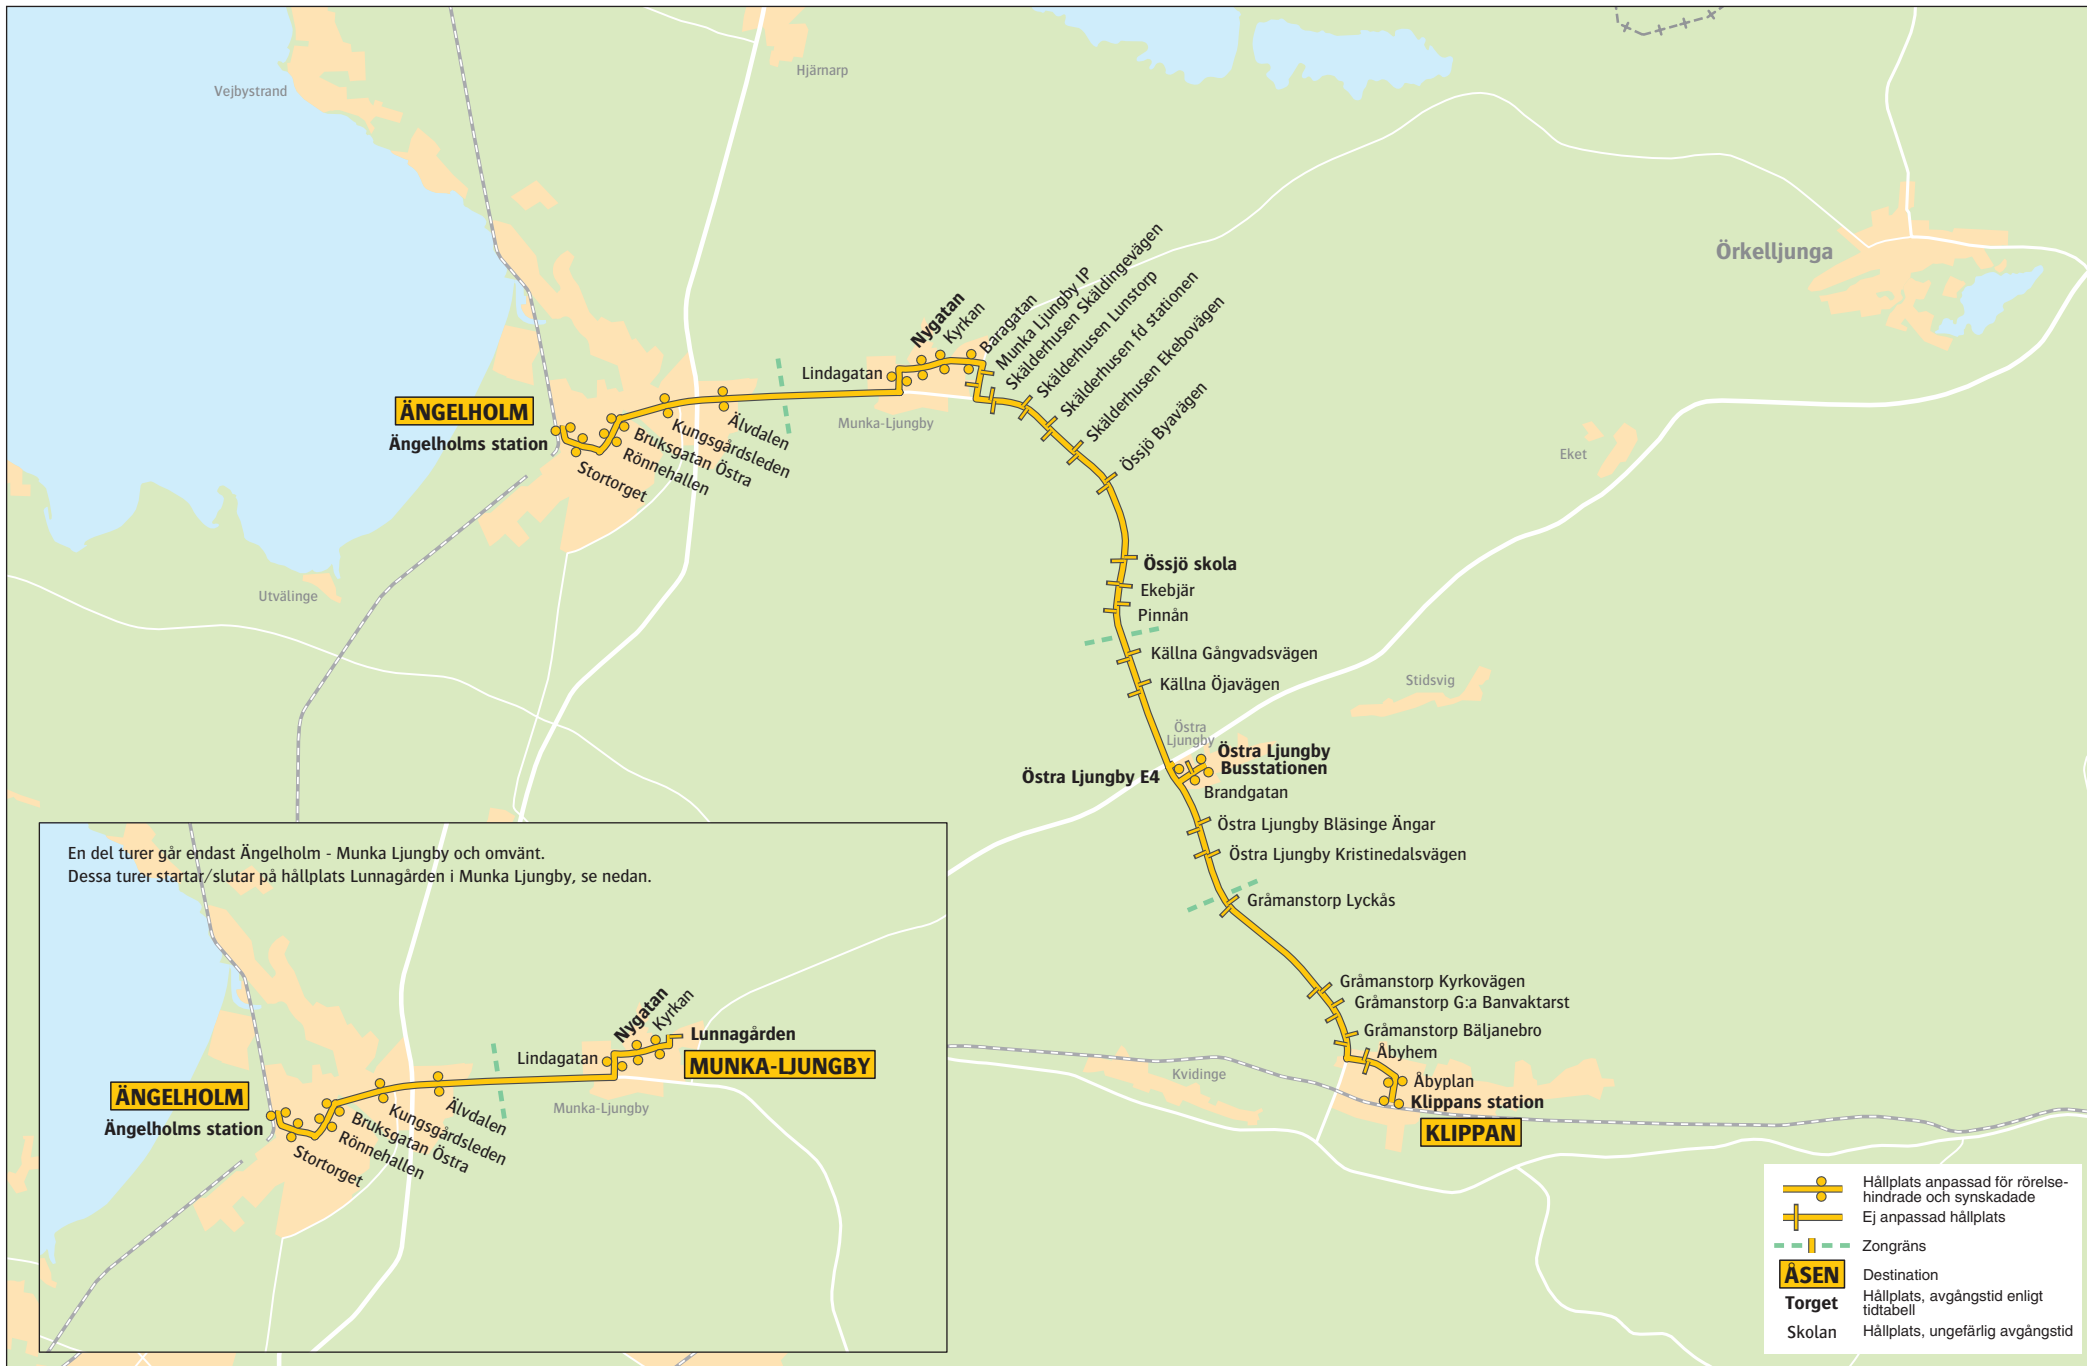 Vejbystrand
Hjärnarp
Örkelljunga
Eket
Stidsvig
Utvälinge
Kvidinge
ÄNGELHOLM
Ängelholms station
Stortorget
Rönnehallen
Bruksgatan Östra
Kungsgårdsleden
Älvdalen
Lindagatan
Munka-Ljungby
Nygatan
Kyrkan
Baragatan
Munka Ljungby IP
Skälderhusen Skäldingevägen
Skälderhusen Lunstorp
Skälderhusen fd stationen
Skälderhusen Ekebovägen
Össjö Byavägen
Össjö skola
Ekebjär
Pinnån
Källna Gångvadsvägen
Källna Öjavägen
Östra
Ljungby
Östra Ljungby E4
Östra Ljungby
Busstationen
Brandgatan
Östra Ljungby Bläsinge Ängar
Östra Ljungby Kristinedalsvägen
Gråmanstorp Lyckås
Gråmanstorp Kyrkovägen
Gråmanstorp G:a Banvaktarst
Gråmanstorp Bäljanebro
Åbyhem
Åbyplan
Klippans station
KLIPPAN
En del turer går endast Ängelholm - Munka Ljungby och omvänt.
Dessa turer startar/slutar på hållplats Lunnagården i Munka Ljungby, se nedan.
ÄNGELHOLM
Ängelholms station
Stortorget
Rönnehallen
Bruksgatan Östra
Kungsgårdsleden
Älvdalen
Lindagatan
Munka-Ljungby
Nygatan
Kyrkan
Lunnagården
MUNKA-LJUNGBY
Hållplats anpassad för rörelse-
hindrade och synskadade
Ej anpassad hållplats
Zongräns
ÅSEN Destination
Torget Hållplats, avgångstid enligt
tidtabell
Skolan Hållplats, ungefärlig avgångstid